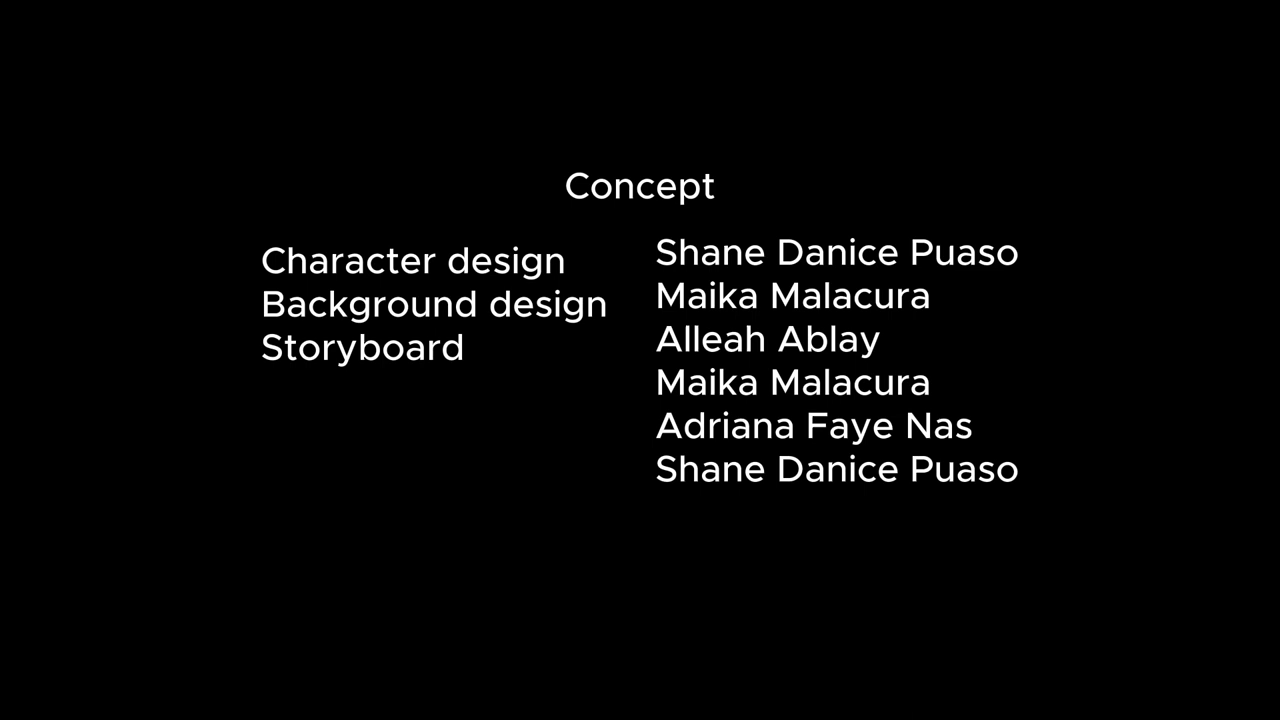 Concept
Character design
Background design
Storyboard
Shane Danice Puaso
Maika Malacura
Alleah Ablay
Maika Malacura
Adriana Faye Nas
Shane Danice Puaso